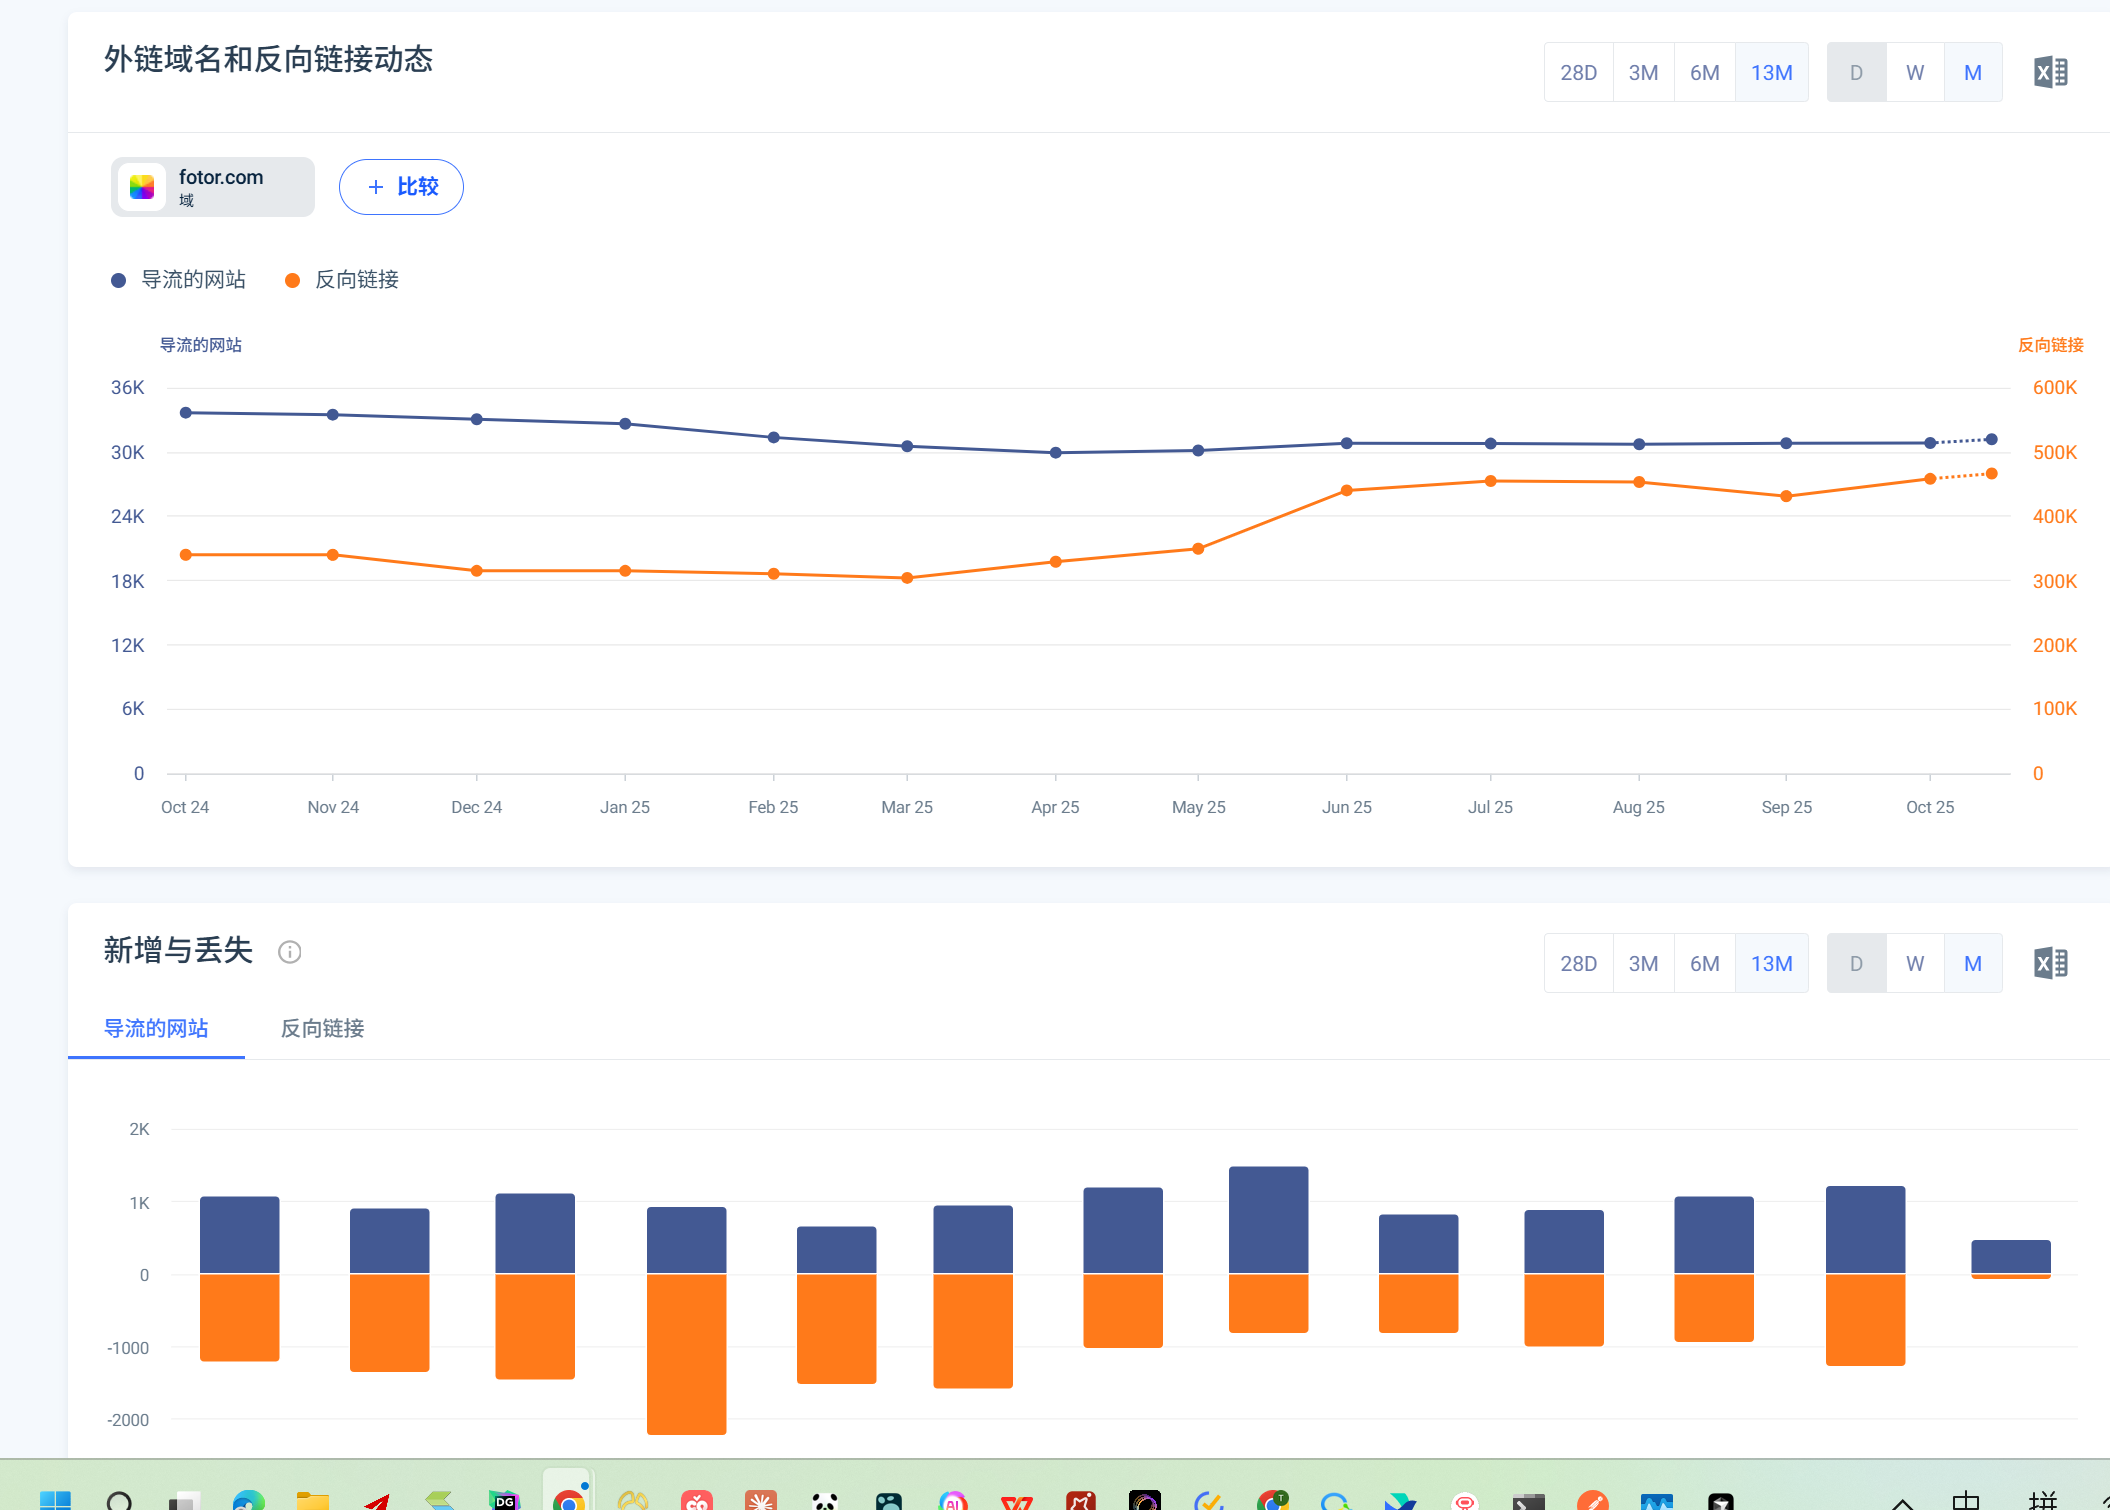 外链域名和反向链接动态
28D 3M 6M 13M D W M
fotor.com
域
+ 比较
导流的网站 反向链接
导流的网站 反向链接
36K 600K
30K 500K
24K 400K
18K 300K
12K 200K
6K 100K
0 0
Oct 24 Nov 24 Dec 24 Jan 25 Feb 25 Mar 25 Apr 25 May 25 Jun 25 Jul 25 Aug 25 Sep 25 Oct 25
新增与丢失
28D 3M 6M 13M D W M
导流的网站 反向链接
2K
1K
0
-1000
-2000
DG AI T 中 拼